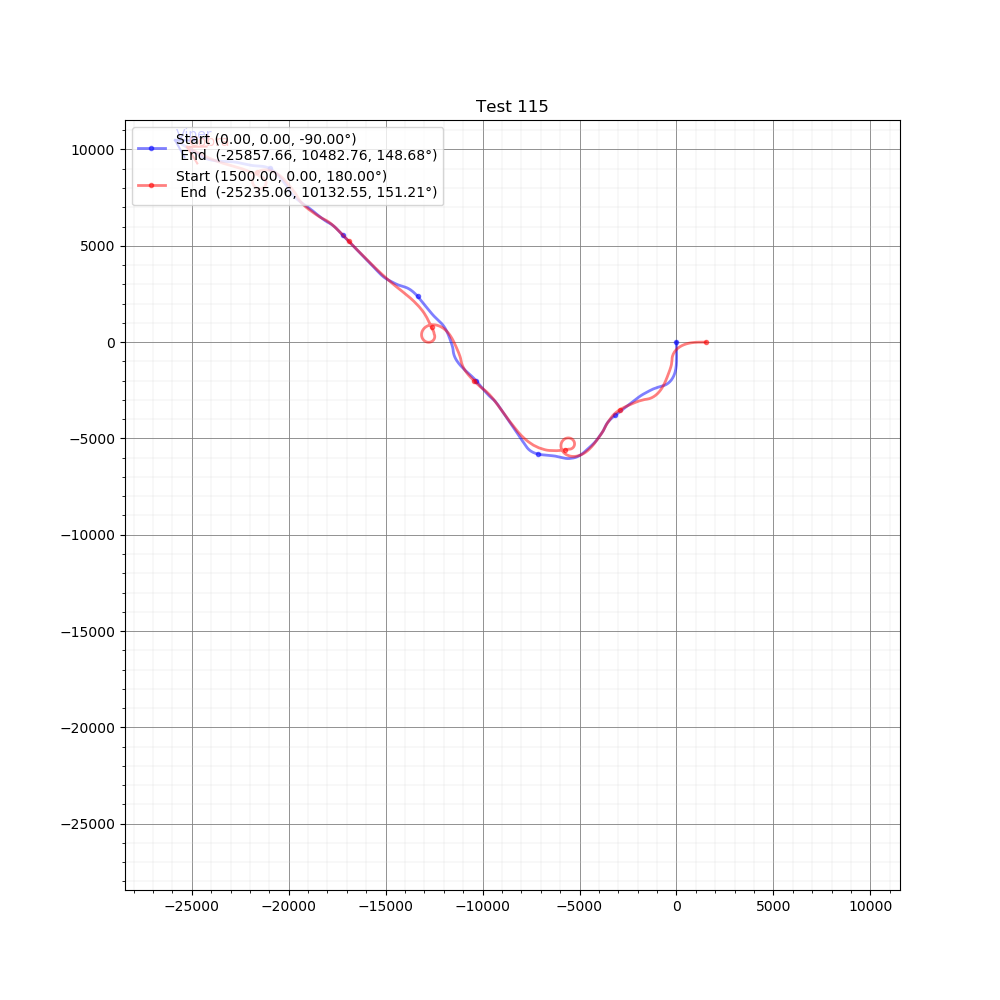 Test 115
Start (0.00, 0.00, -90.00°)
End (-25857.66, 10482.76, 148.68°)
Start (1500.00, 0.00, 180.00°)
End (-25235.06, 10132.55, 151.21°)
10000
5000
0
−5000
−10000
−15000
−20000
−25000
−25000 −20000 −15000 −10000 −5000 0 5000 10000